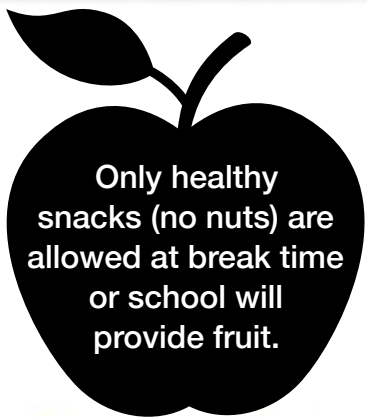 Only healthy
snacks (no nuts) are
allowed at break time
or school will
provide fruit.